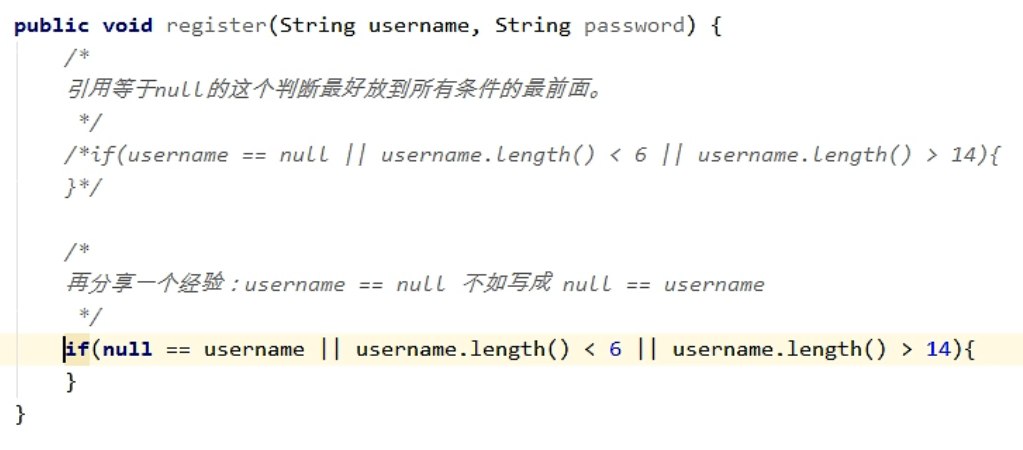 public void register(String username, String password) {
/*
引用等于null的这个判断最好放到所有条件的最前面。
*/
/*if(username == null || username.length() < 6 || username.length() > 14){
}*/
/*
再分享一个经验：username == null 不如写成 null == username
*/
if(null == username || username.length() < 6 || username.length() > 14){
}
}